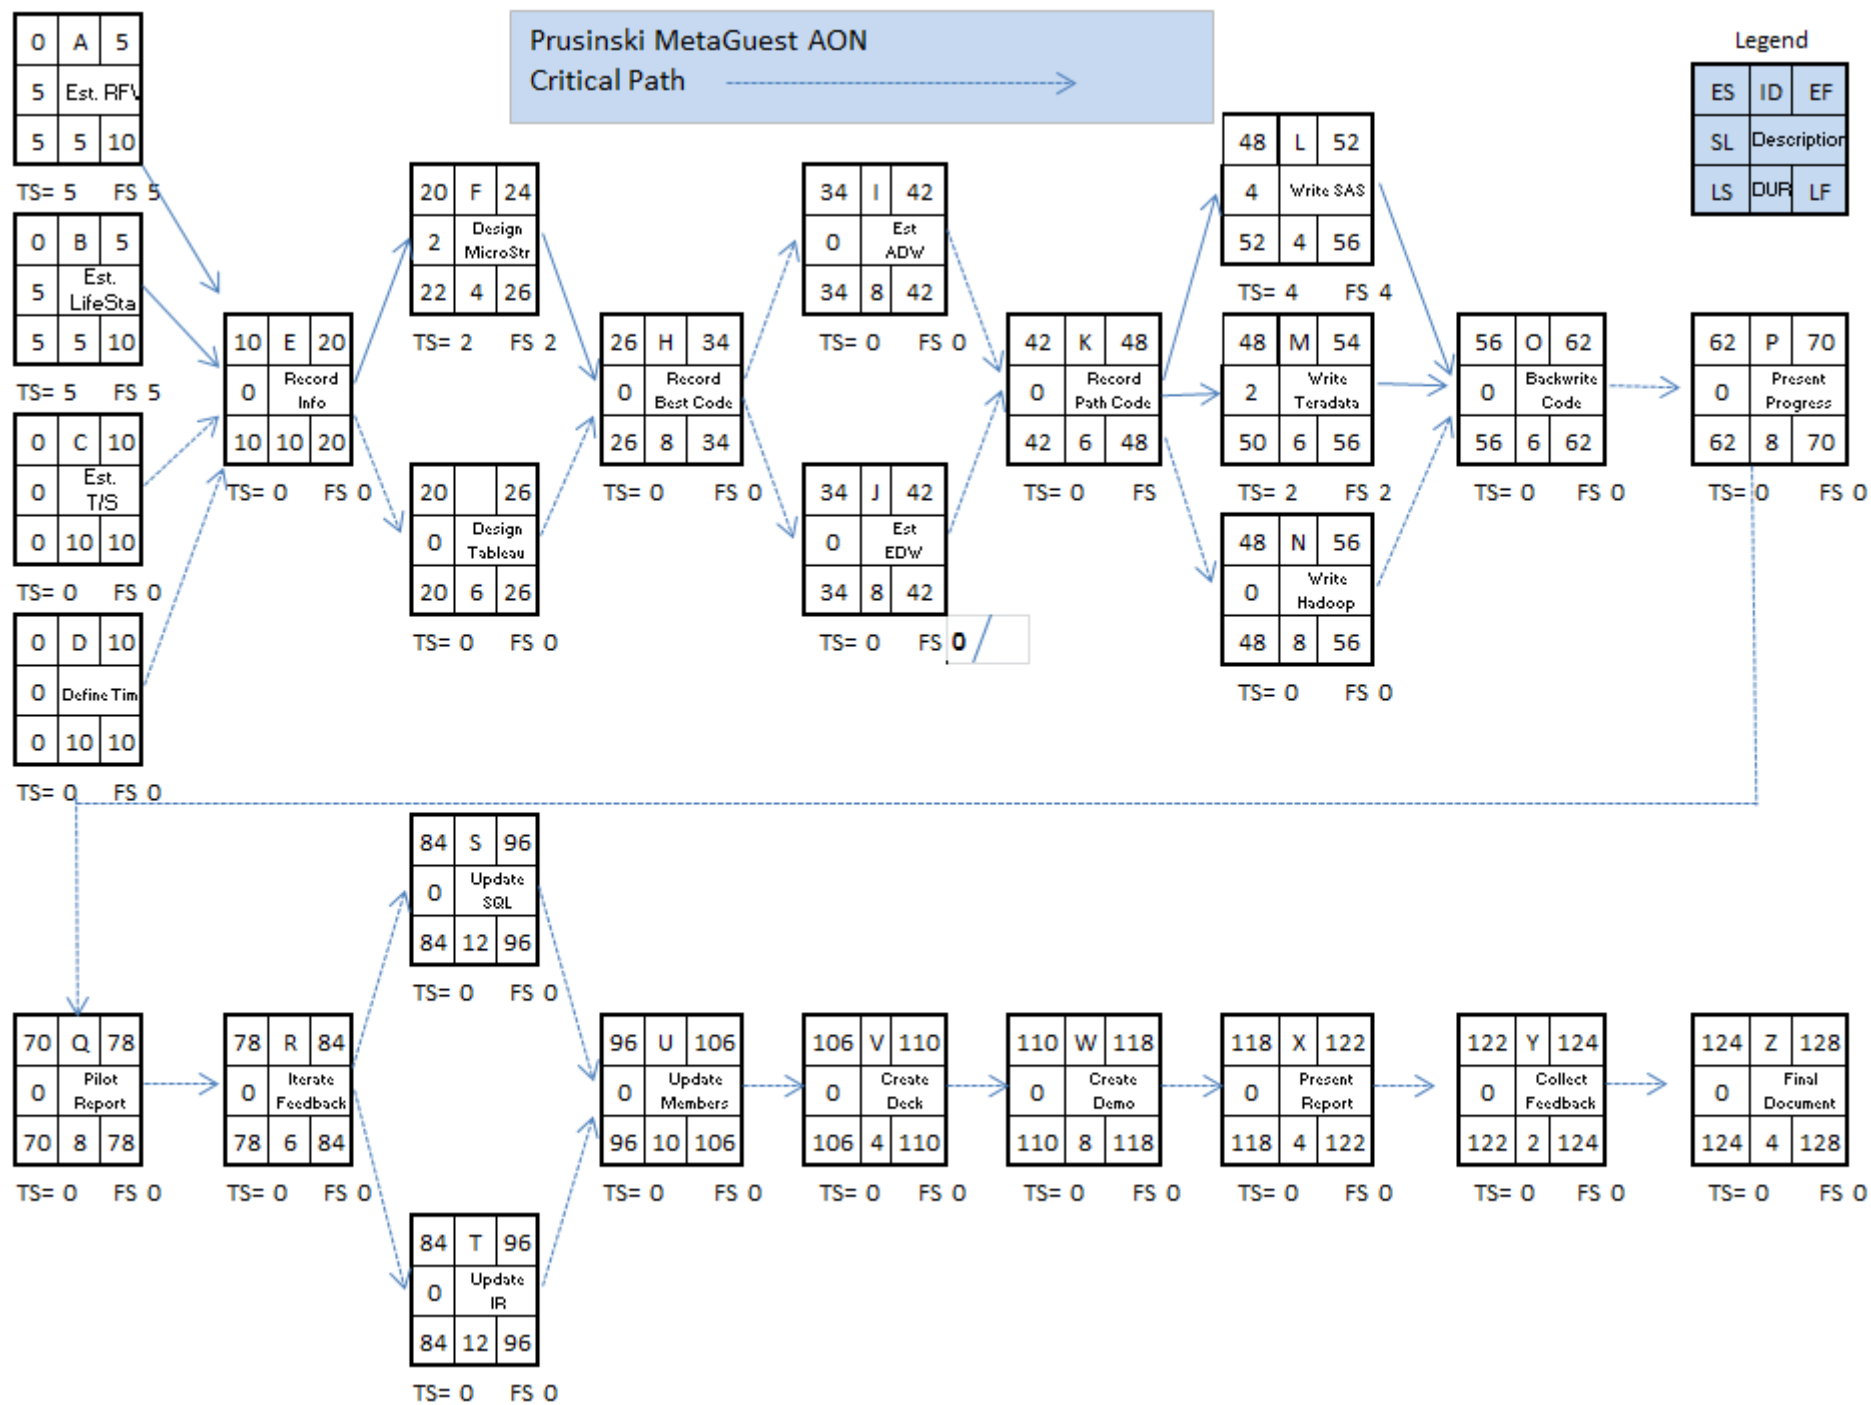 Prusinski MetaGuest AON
Critical Path
Legend
ES ID EF
SL Description
LS DUR LF
0 A 5
5 Est. RFV
5 5 10
TS= 5 FS 5
0 B 5
5 Est. LifeSta
5 5 10
TS= 5 FS 5
0 C 10
0 Est. T/S
0 10 10
TS= 0 FS 0
0 D 10
0 Define Tim
0 10 10
TS= 0 FS 0
10 E 20
0 Record Info
10 10 20
TS= 0 FS 0
20 F 24
2 Design MicroStr
22 4 26
TS= 2 FS 2
20 26
0 Design Tableau
20 6 26
TS= 0 FS 0
26 H 34
0 Record Best Code
26 8 34
TS= 0 FS 0
34 I 42
0 Est ADW
34 8 42
TS= 0 FS 0
34 J 42
0 Est EDW
34 8 42
TS= 0 FS 0
42 K 48
0 Record Path Code
42 6 48
TS= 0 FS
48 L 52
4 Write SAS
52 4 56
TS= 4 FS 4
48 M 54
2 Write Teradata
50 6 56
TS= 2 FS 2
48 N 56
0 Write Hadoop
48 8 56
TS= 0 FS 0
56 O 62
0 Backwrite Code
56 6 62
TS= 0 FS 0
62 P 70
0 Present Progress
62 8 70
TS= 0 FS 0
70 Q 78
0 Pilot Report
70 8 78
TS= 0 FS 0
78 R 84
0 Iterate Feedback
78 6 84
TS= 0 FS 0
84 S 96
0 Update SQL
84 12 96
TS= 0 FS 0
84 T 96
0 Update IR
84 12 96
TS= 0 FS 0
96 U 106
0 Update Members
96 10 106
TS= 0 FS 0
106 V 110
0 Create Deck
106 4 110
TS= 0 FS 0
110 W 118
0 Create Demo
110 8 118
TS= 0 FS 0
118 X 122
0 Present Report
118 4 122
TS= 0 FS 0
122 Y 124
0 Collect Feedback
122 2 124
TS= 0 FS 0
124 Z 128
0 Final Document
124 4 128
TS= 0 FS 0